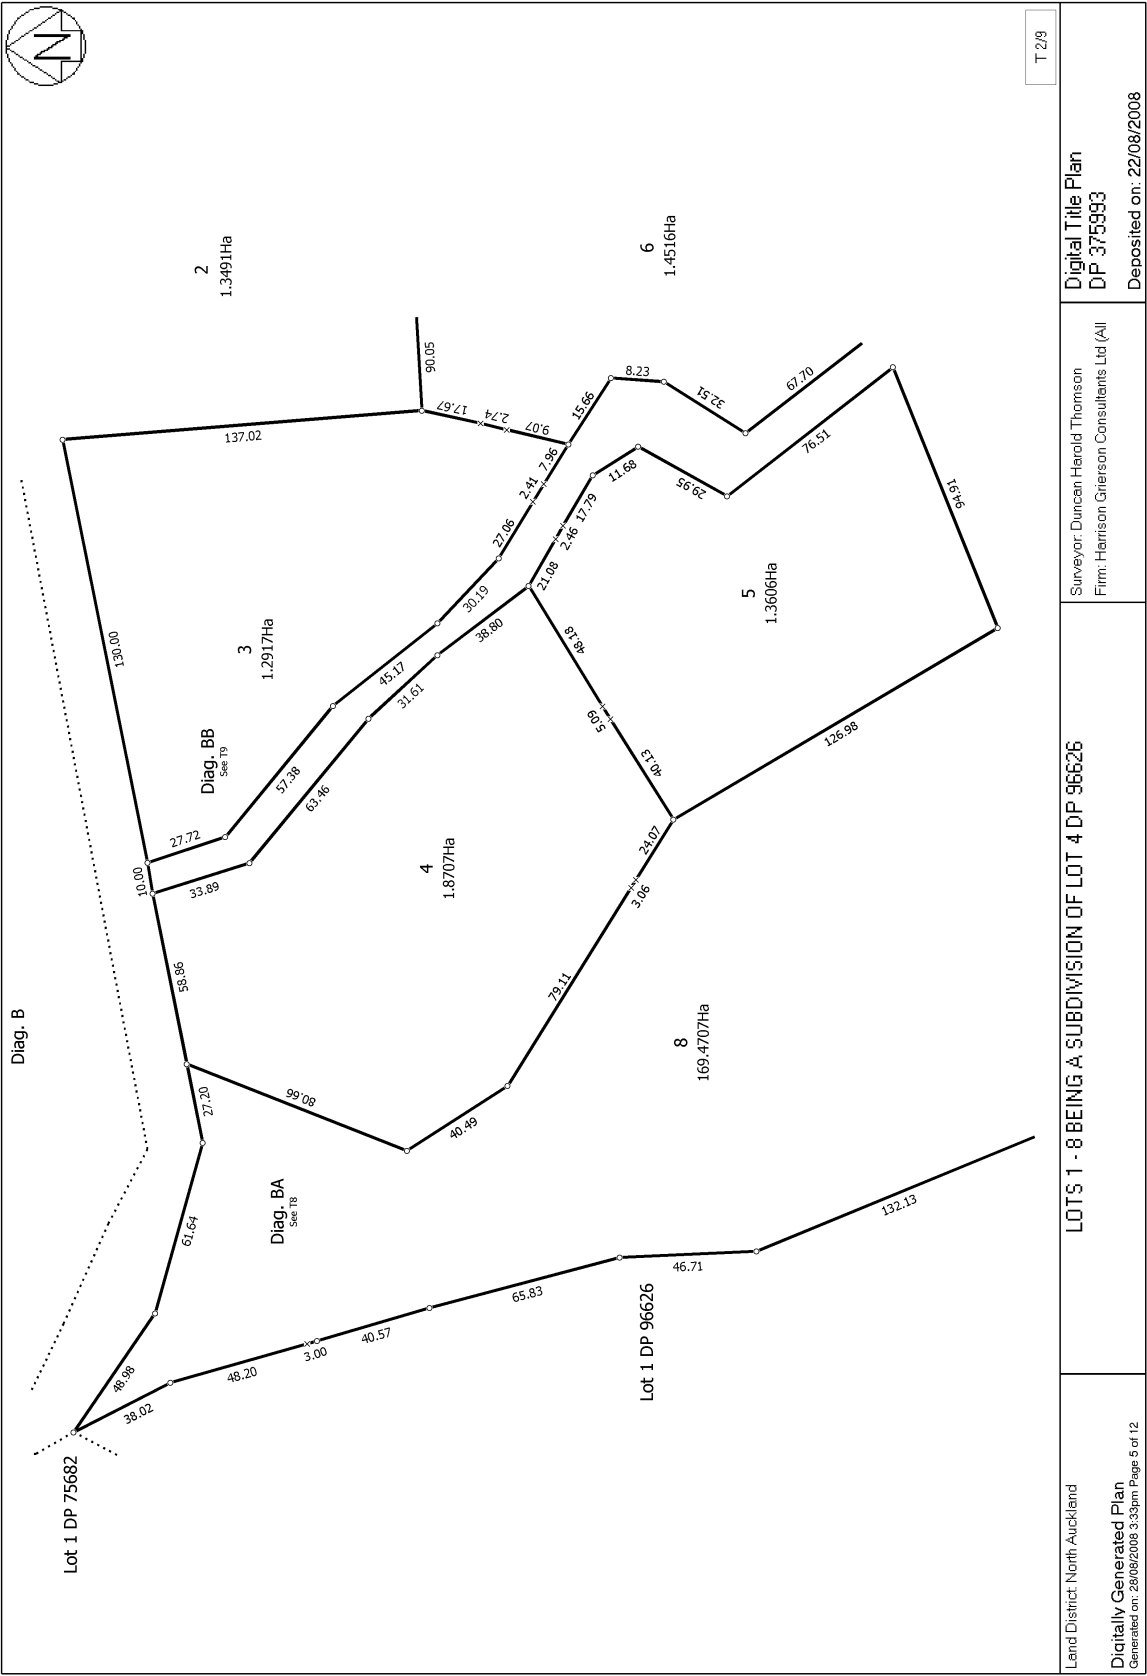 N
T 2/9
Diag. B
2
1.3491Ha
6
1.4516Ha
90.05
137.02
17.67
2.74
9.07
15.66
8.23
32.51
67.70
76.51
94.91
130.00
3
1.2917Ha
27.06
2.41
7.96
30.19
45.17
57.38
27.72
10.00
Diag. BB
See T9
38.80
21.08
2.46
17.79
11.68
29.95
31.61
63.46
33.89
5
1.3606Ha
48.18
5.09
40.13
126.98
4
1.8707Ha
24.07
3.06
79.11
40.49
80.66
58.86
27.20
8
169.4707Ha
Diag. BA
See T8
61.64
48.98
38.02
48.20
3.00
40.57
65.83
46.71
132.13
Lot 1 DP 96626
Lot 1 DP 75682
Land District: North Auckland
Digitally Generated Plan
Generated on: 28/08/2008 3:33pm Page 5 of 12
LOTS 1 - 8 BEING A SUBDIVISION OF LOT 4 DP 96626
Surveyor: Duncan Harold Thomson
Firm: Harrison Grierson Consultants Ltd (All
Digital Title Plan
DP 375993
Deposited on: 22/08/2008